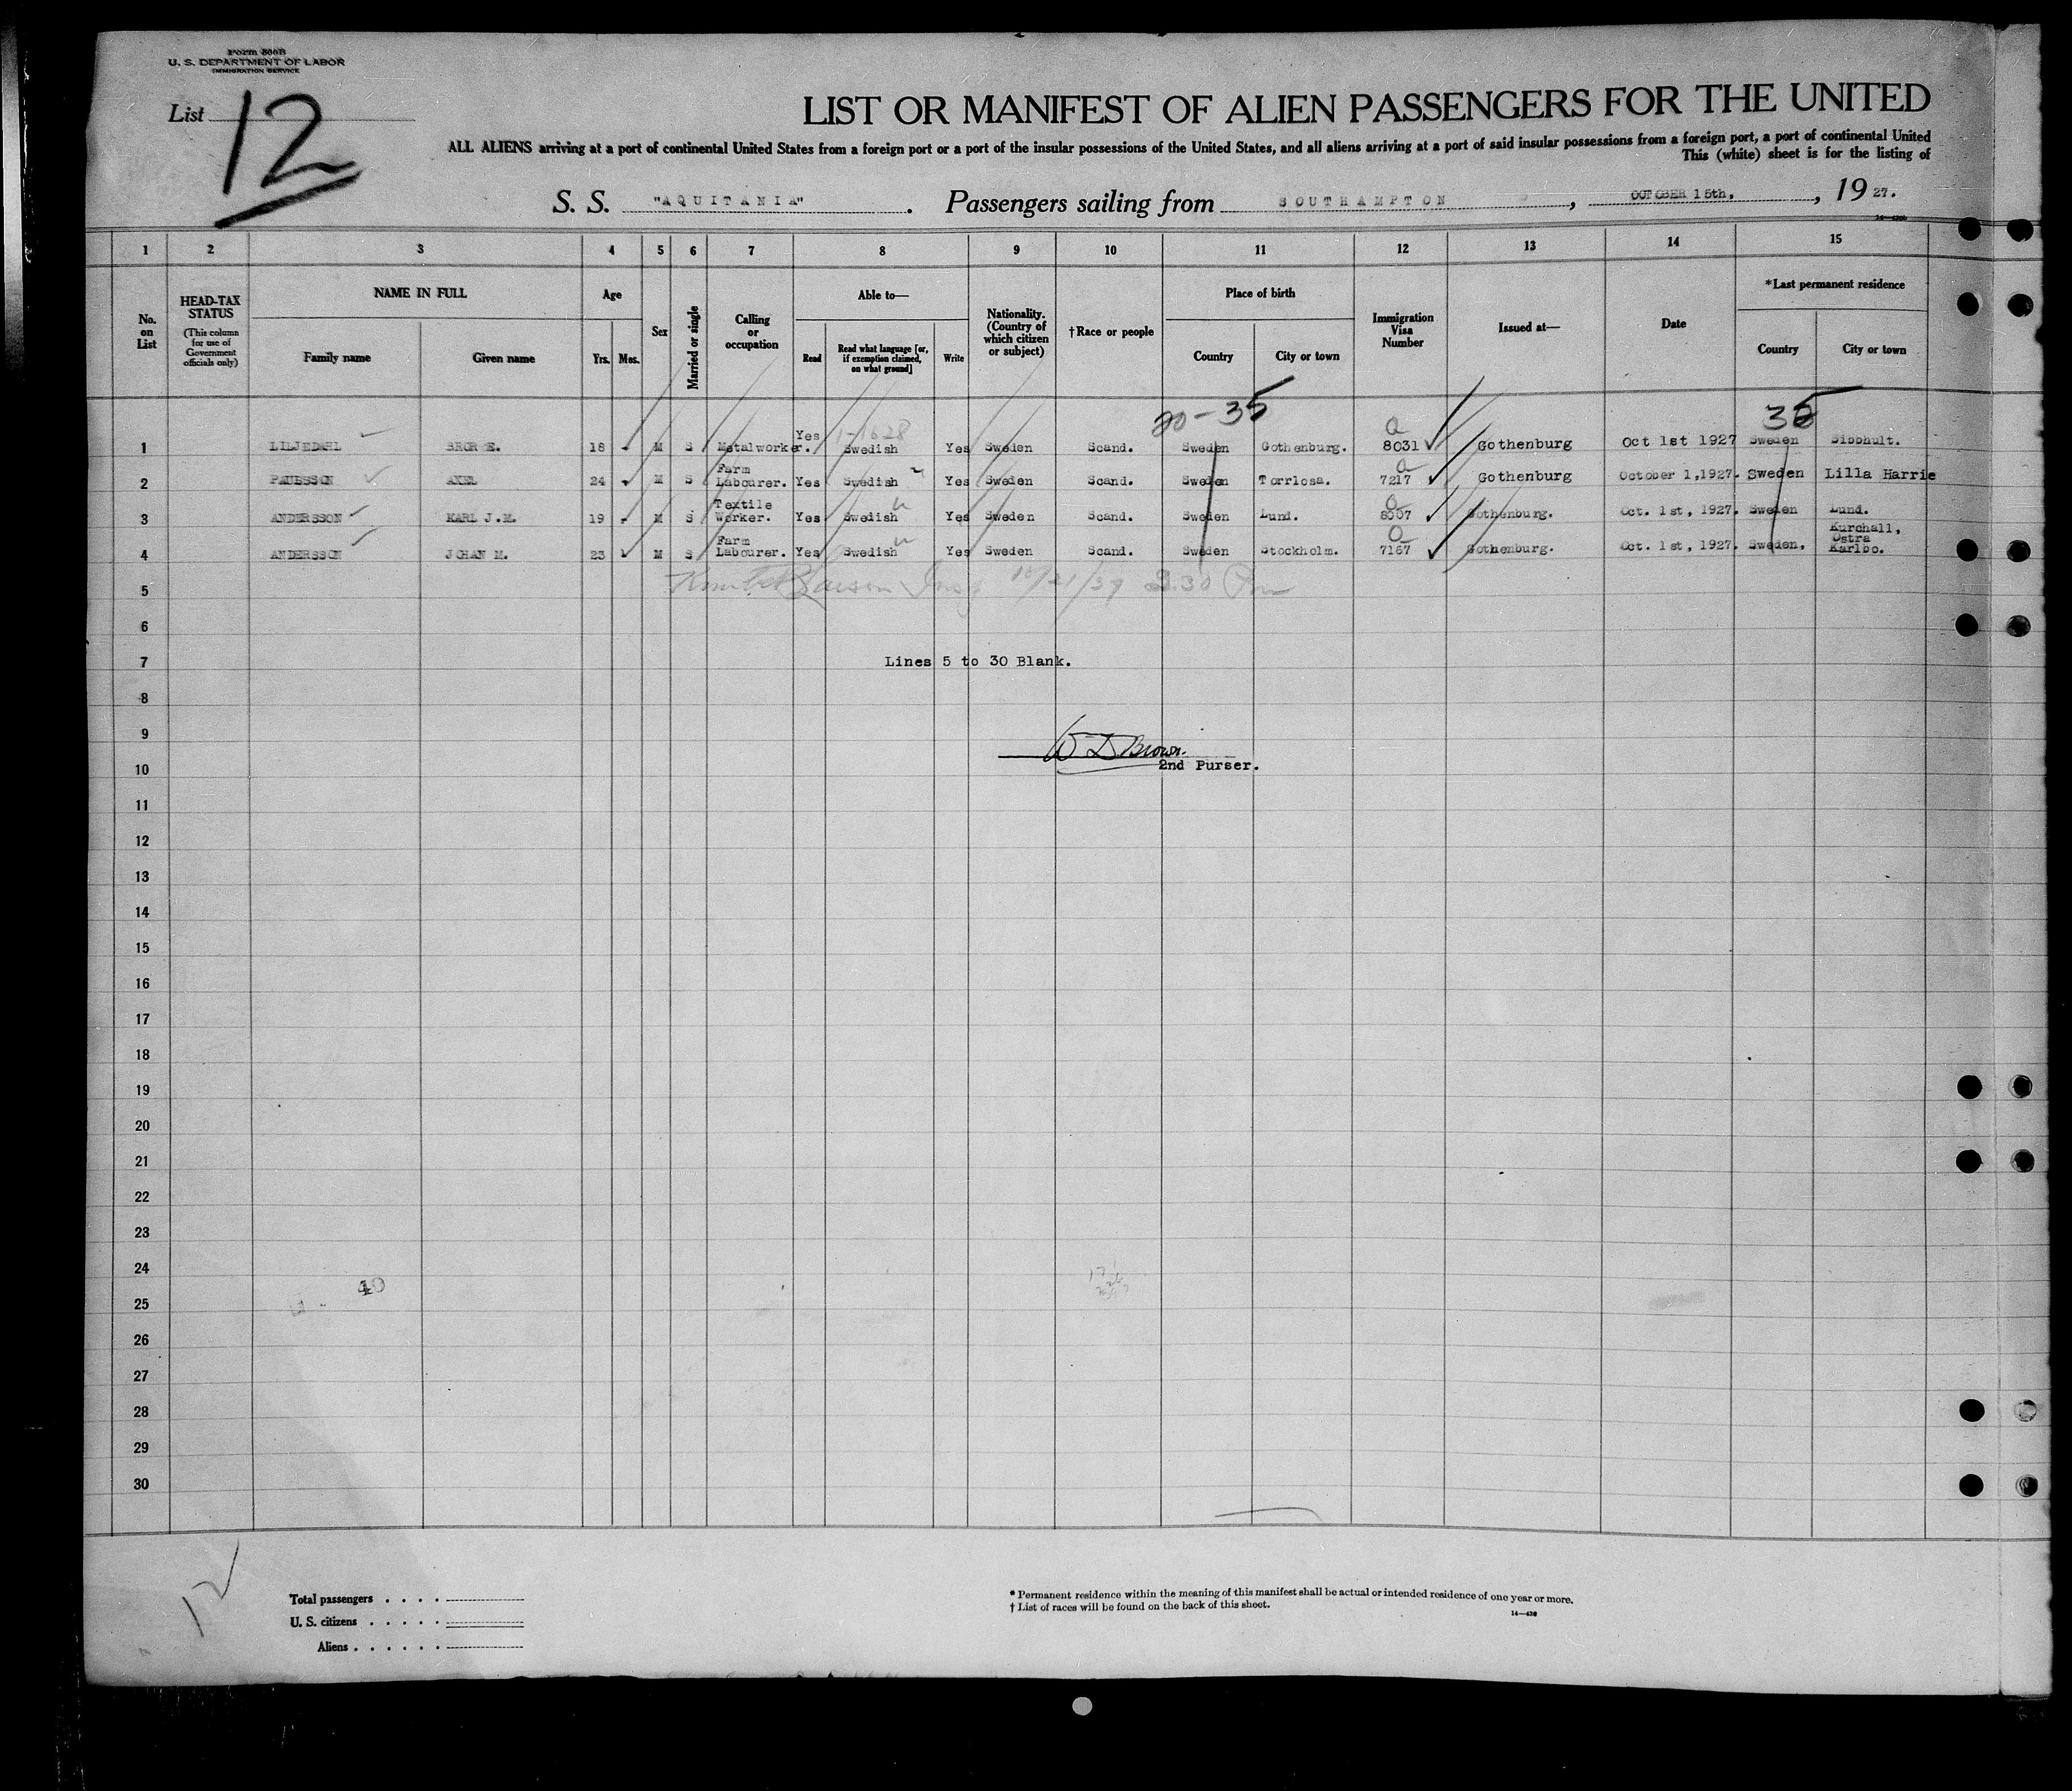 Form 500B
U. S. DEPARTMENT OF LABOR
IMMIGRATION SERVICE
List 12
LIST OR MANIFEST OF ALIEN PASSENGERS FOR THE UNITED
ALL ALIENS arriving at a port of continental United States from a foreign port or a port of the insular possessions of the United States, and all aliens arriving at a port of said insular possessions from a foreign port, a port of continental United
This (white) sheet is for the listing of
S. S. "AQUITANIA". Passengers sailing from SOUTHAMPTON, OCTOBER 15th, , 19 27.
1 2 3 4 5 6 7 8 9 10 11 12 13 14 15
No. on List
HEAD-TAX STATUS
(This column for use of Government officials only)
NAME IN FULL
Family name Given name
Age
Yrs. Mos.
Sex
Married or single
Calling or occupation
Able to—
Read Read what language [or, if exemption claimed, on what ground] Write
Nationality. (Country of which citizen or subject)
†Race or people
Place of birth
Country City or town
Immigration Visa Number
Issued at—
Date
*Last permanent residence
Country City or town
20-35
1 LILJEDAHL 18 M S Metalworker. Yes Swedish Yes Sweden Scand. Sweden Gothenburg. 8031 Gothenburg Oct 1st 1927 Sweden Sibbhult.
2 AXEL 24 M S Farm Labourer. Yes Swedish Yes Sweden Scand. Sweden Torrlosa. 7217 Gothenburg October 1,1927. Sweden Lilla Harrie
3 ANDERSSON KARL J.M. 19 M S Textile Worker. Yes Swedish Yes Sweden Scand. Sweden Lund. Gothenburg. Oct. 1st, 1927. Sweden Lund.
4 ANDERSSON JOHAN M. 23 M S Farm Labourer. Yes Swedish Yes Sweden Scand. Sweden Stockholm. 7167 Gothenburg. Oct. 1st, 1927. Sweden. Ostra Karlbo.
5
6
7 Lines 5 to 30 Blank.
8
9
W D Brown.
10 2nd Purser.
11
12
13
14
15
16
17
18
19
20
21
22
23
24
40
25
26
27
28
29
30
12
Total passengers . . . .
U. S. citizens . . . . .
Aliens . . . . . .
* Permanent residence within the meaning of this manifest shall be actual or intended residence of one year or more.
† List of races will be found on the back of this sheet.